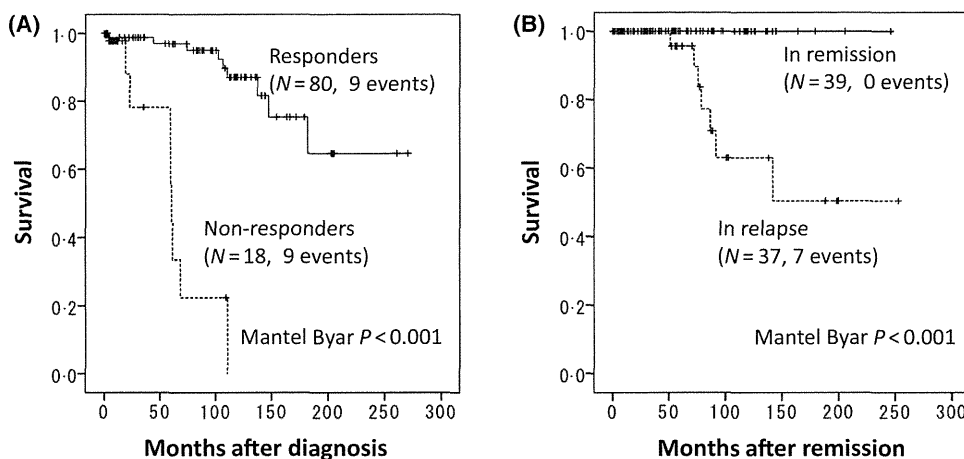 (A)
Survival
1·0
0·8
0·6
0·4
0·2
0·0
Responders
(N = 80, 9 events)
Non-responders
(N = 18, 9 events)
Mantel Byar P < 0.001
0 50 100 150 200 250 300
Months after diagnosis
(B)
Survival
1·0
0·8
0·6
0·4
0·2
0·0
In remission
(N = 39, 0 events)
In relapse
(N = 37, 7 events)
Mantel Byar P < 0.001
0 50 100 150 200 250 300
Months after remission